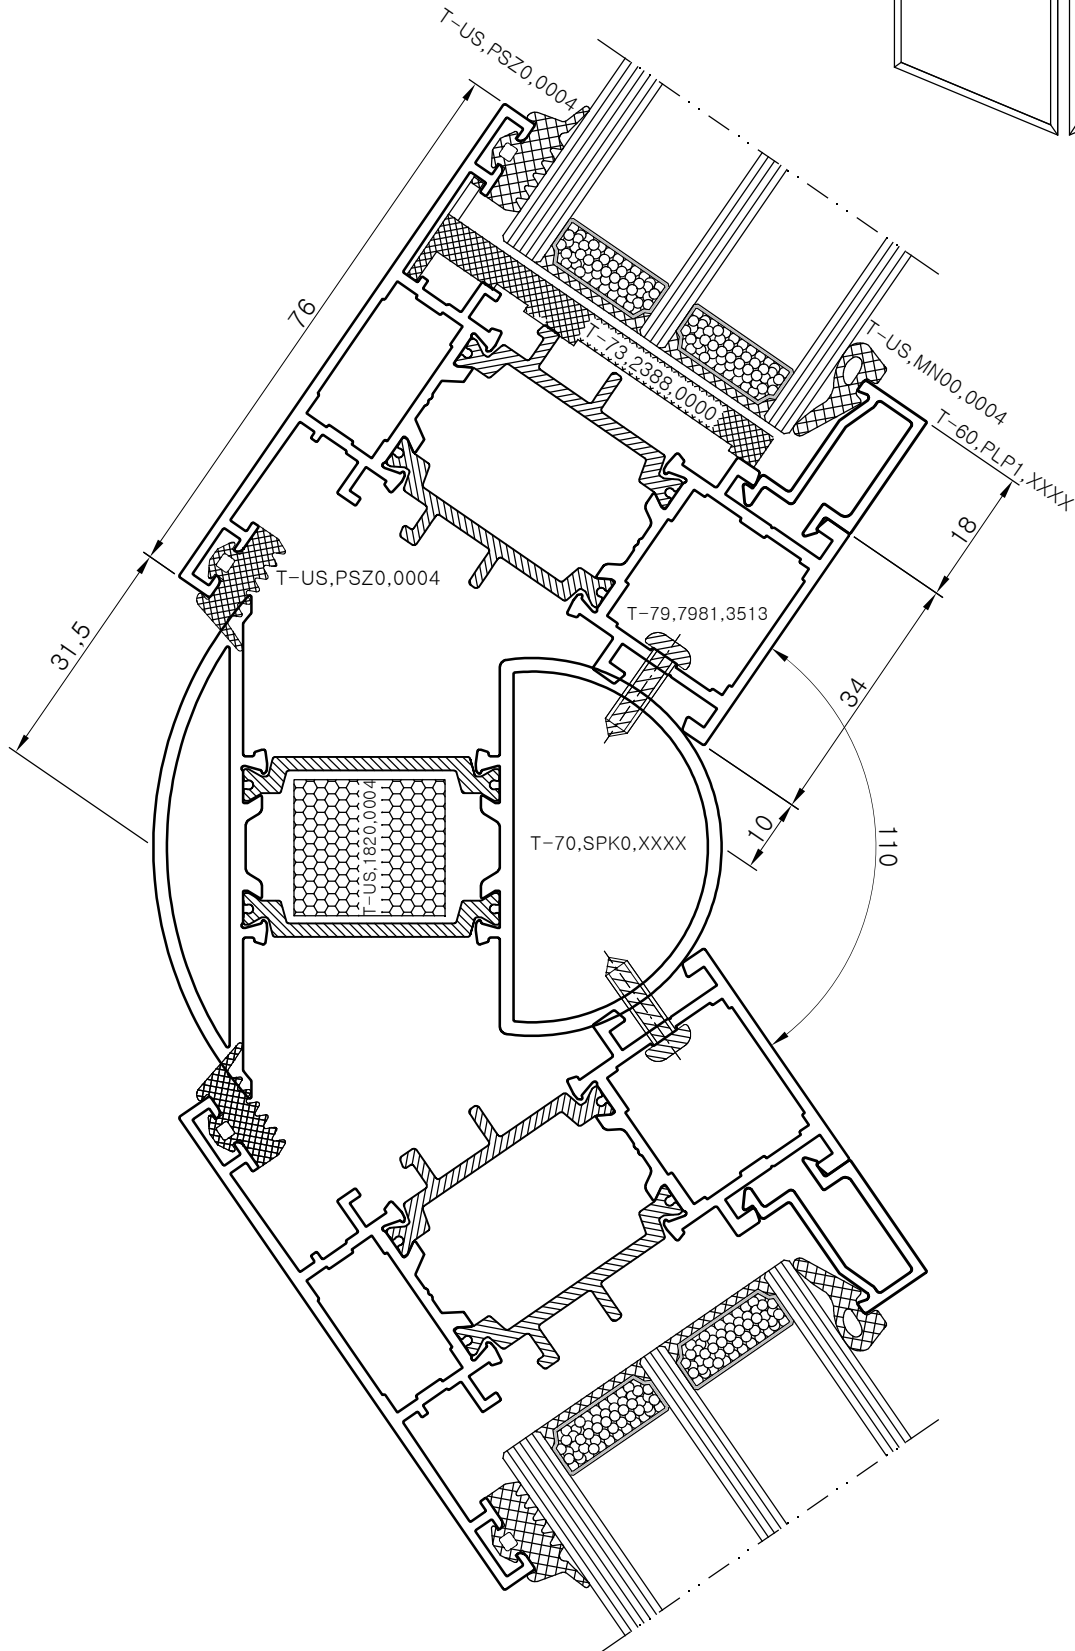 T-US,PSZ0,0004
76
T-73,2388,0000
T-US,MN00,0004
T-60,PLP1,XXXX
18
T-US,PSZ0,0004
T-79,7981,3513
31,5
34
T-US,1820,0004
T-70,SPK0,XXXX
10
110